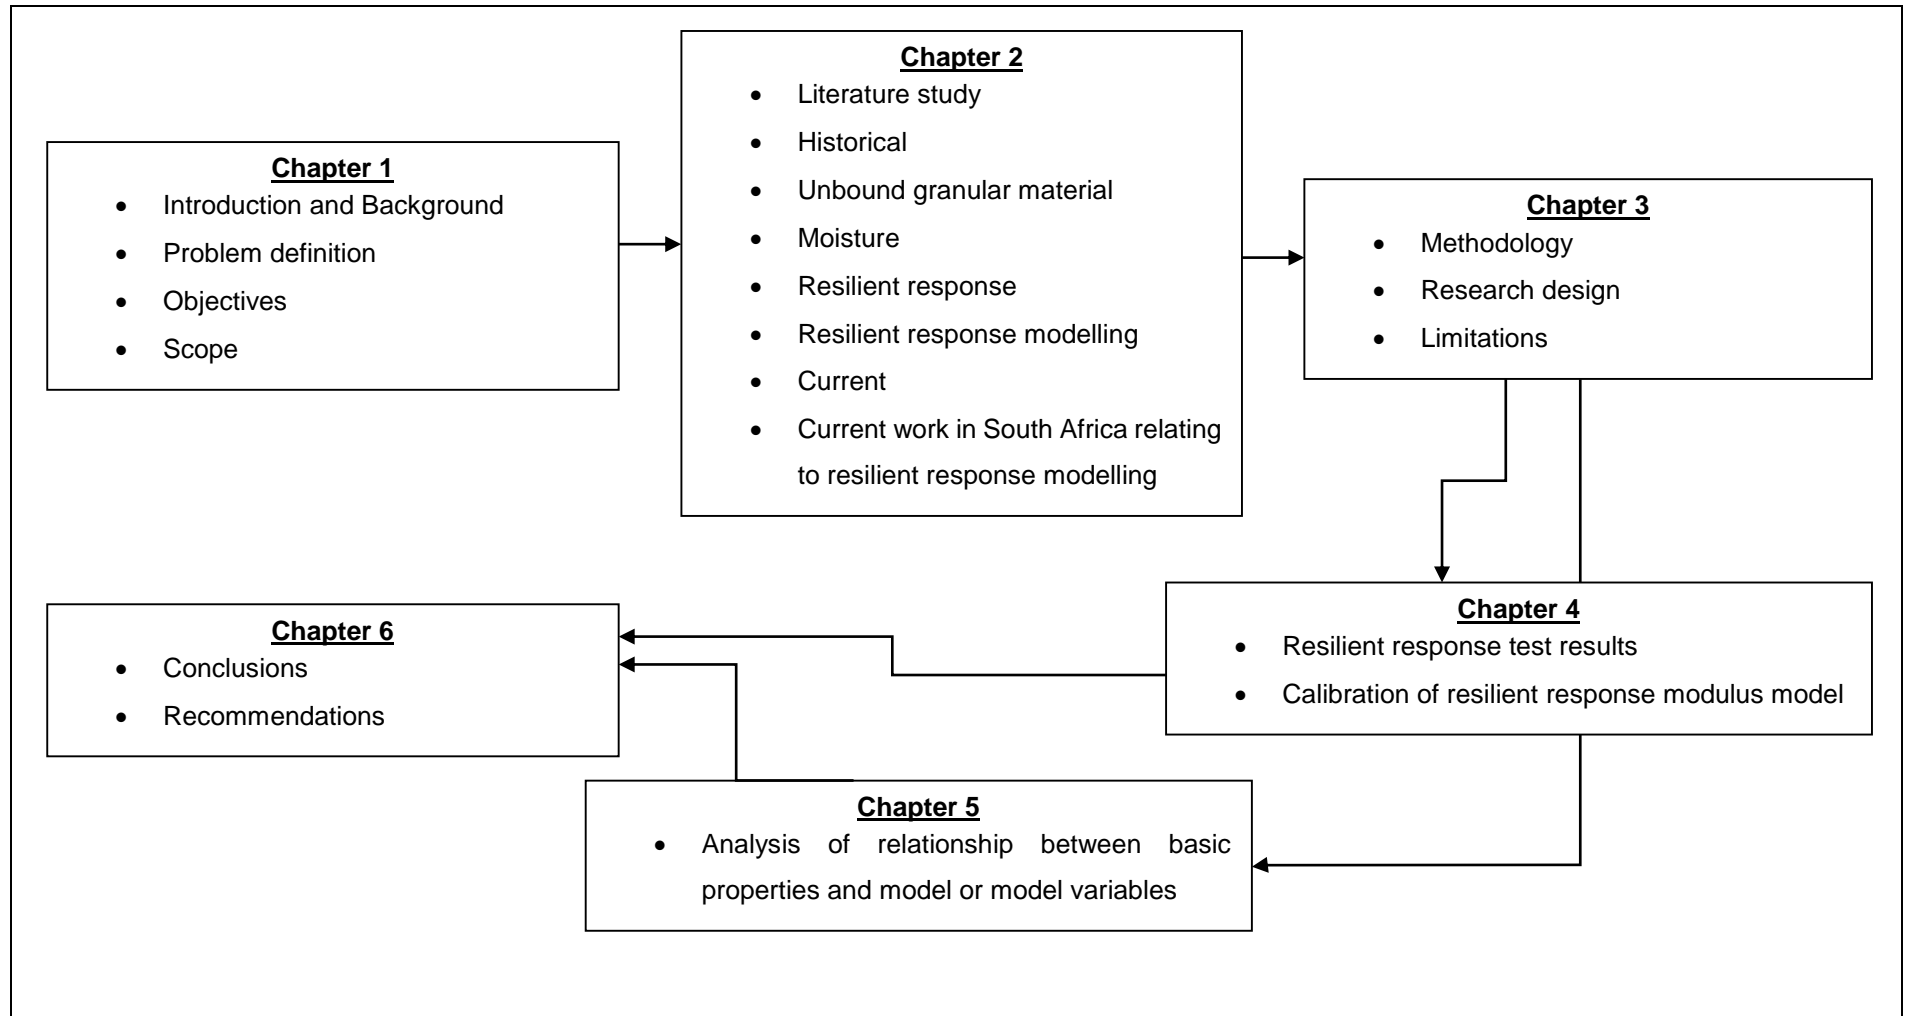 Chapter 1
• Introduction and Background
• Problem definition
• Objectives
• Scope
Chapter 2
• Literature study
• Historical
• Unbound granular material
• Moisture
• Resilient response
• Resilient response modelling
• Current
• Current work in South Africa relating
to resilient response modelling
Chapter 3
• Methodology
• Research design
• Limitations
Chapter 4
• Resilient response test results
• Calibration of resilient response modulus model
Chapter 5
• Analysis of relationship between basic
properties and model or model variables
Chapter 6
• Conclusions
• Recommendations